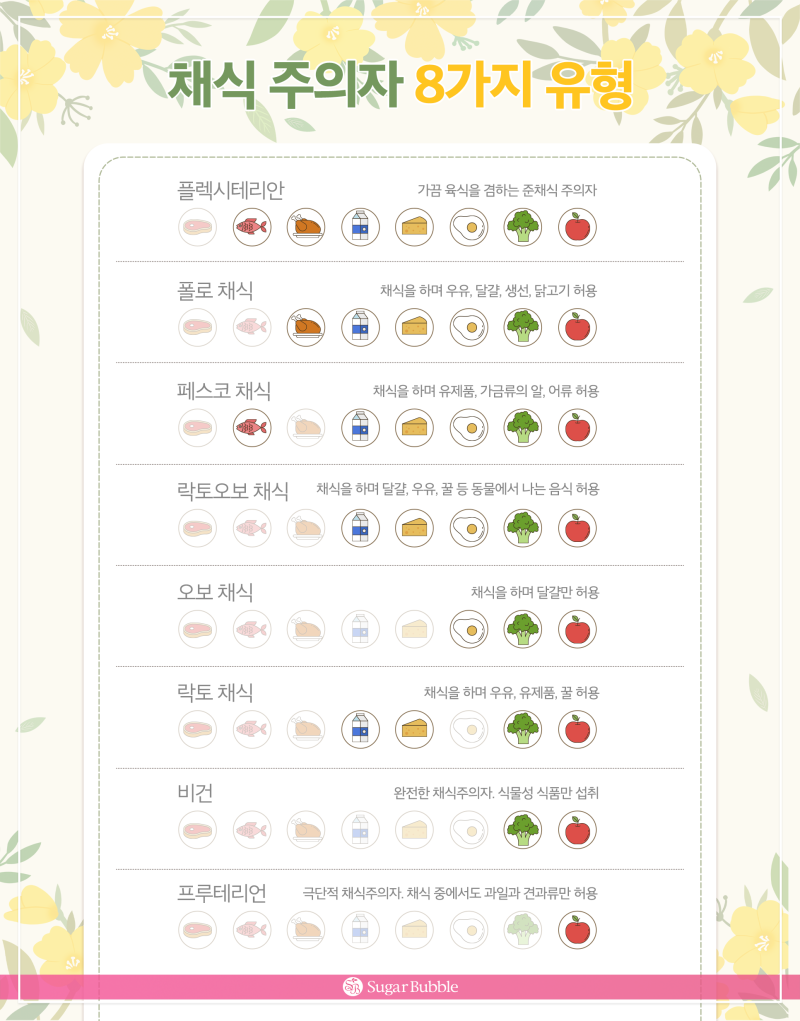 채식 주의자 8가지 유형
플렉시테리안
가끔 육식을 겸하는 준채식 주의자
폴로 채식
채식을 하며 우유, 달걀, 생선, 닭고기 허용
페스코 채식
채식을 하며 유제품, 가금류의 알, 어류 허용
락토오보 채식
채식을 하며 달걀, 우유, 꿀 등 동물에서 나는 음식 허용
오보 채식
채식을 하며 달걀만 허용
락토 채식
채식을 하며 우유, 유제품, 꿀 허용
비건
완전한 채식주의자. 식물성 식품만 섭취
프루테리언
극단적 채식주의자. 채식 중에서도 과일과 견과류만 허용
SB Sugar Bubble